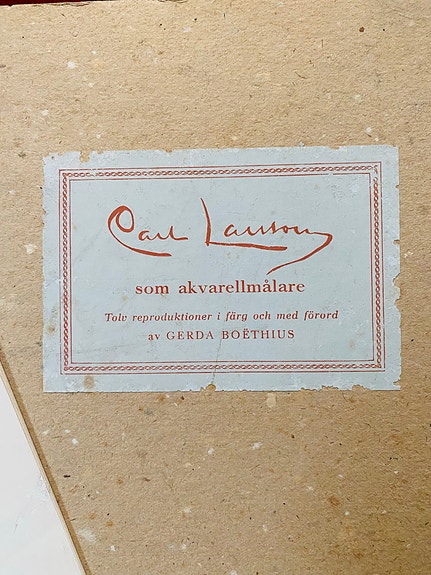 Carl Larsson
som akvarellmålare
Tolv reproduktioner i färg och med förord
av GERDA BOËTHIUS